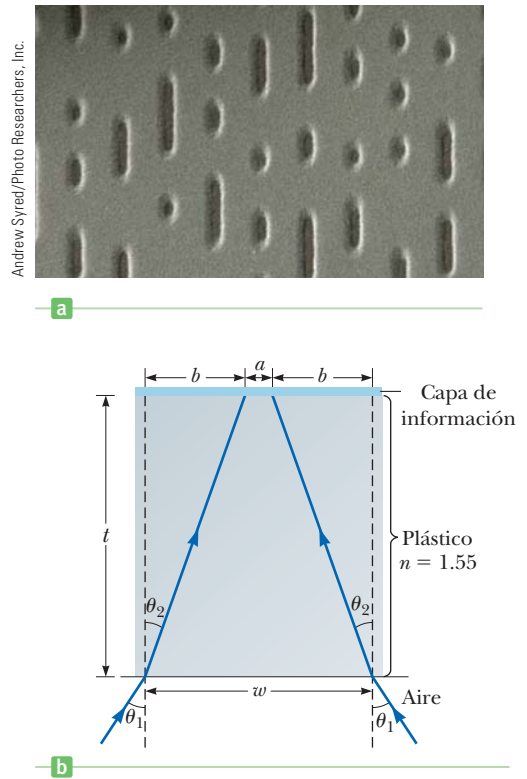 Andrew Syred/Photo Researchers, Inc.
a
a
b
b
Capa de
información
t
Plástico
n = 1.55
θ2
θ2
w
Aire
θ1
θ1
b